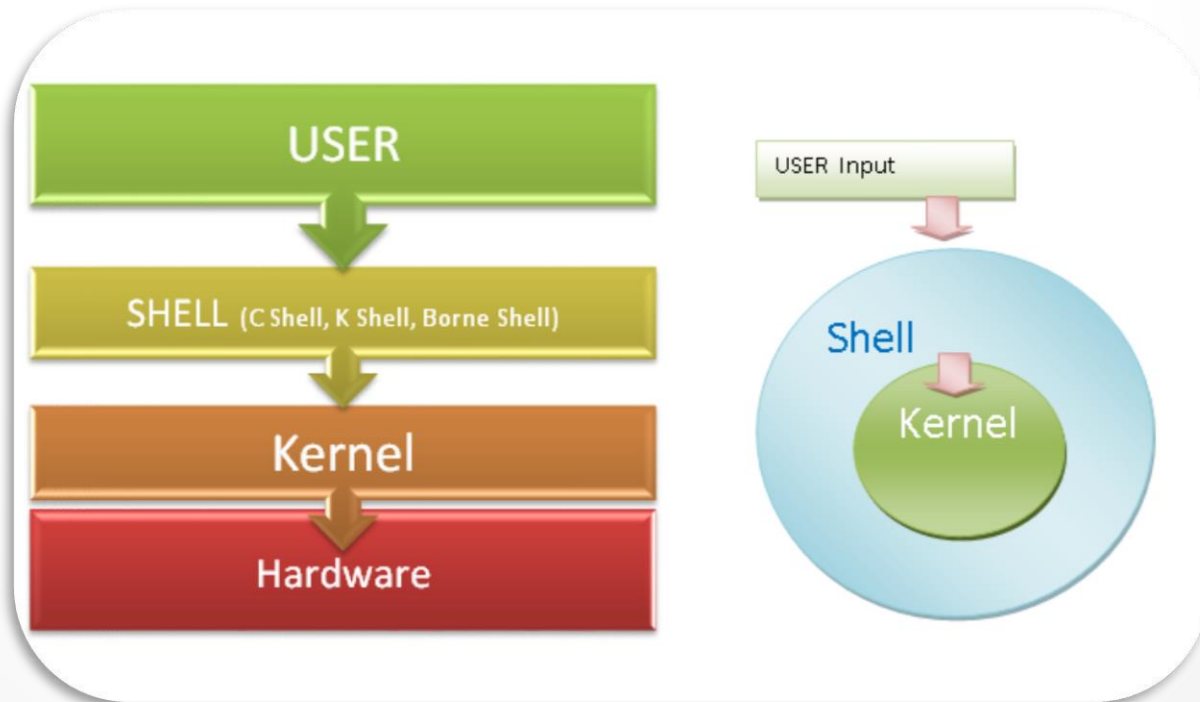 USER
SHELL (C Shell, K Shell, Borne Shell)
Kernel
Hardware
USER Input
Shell
Kernel